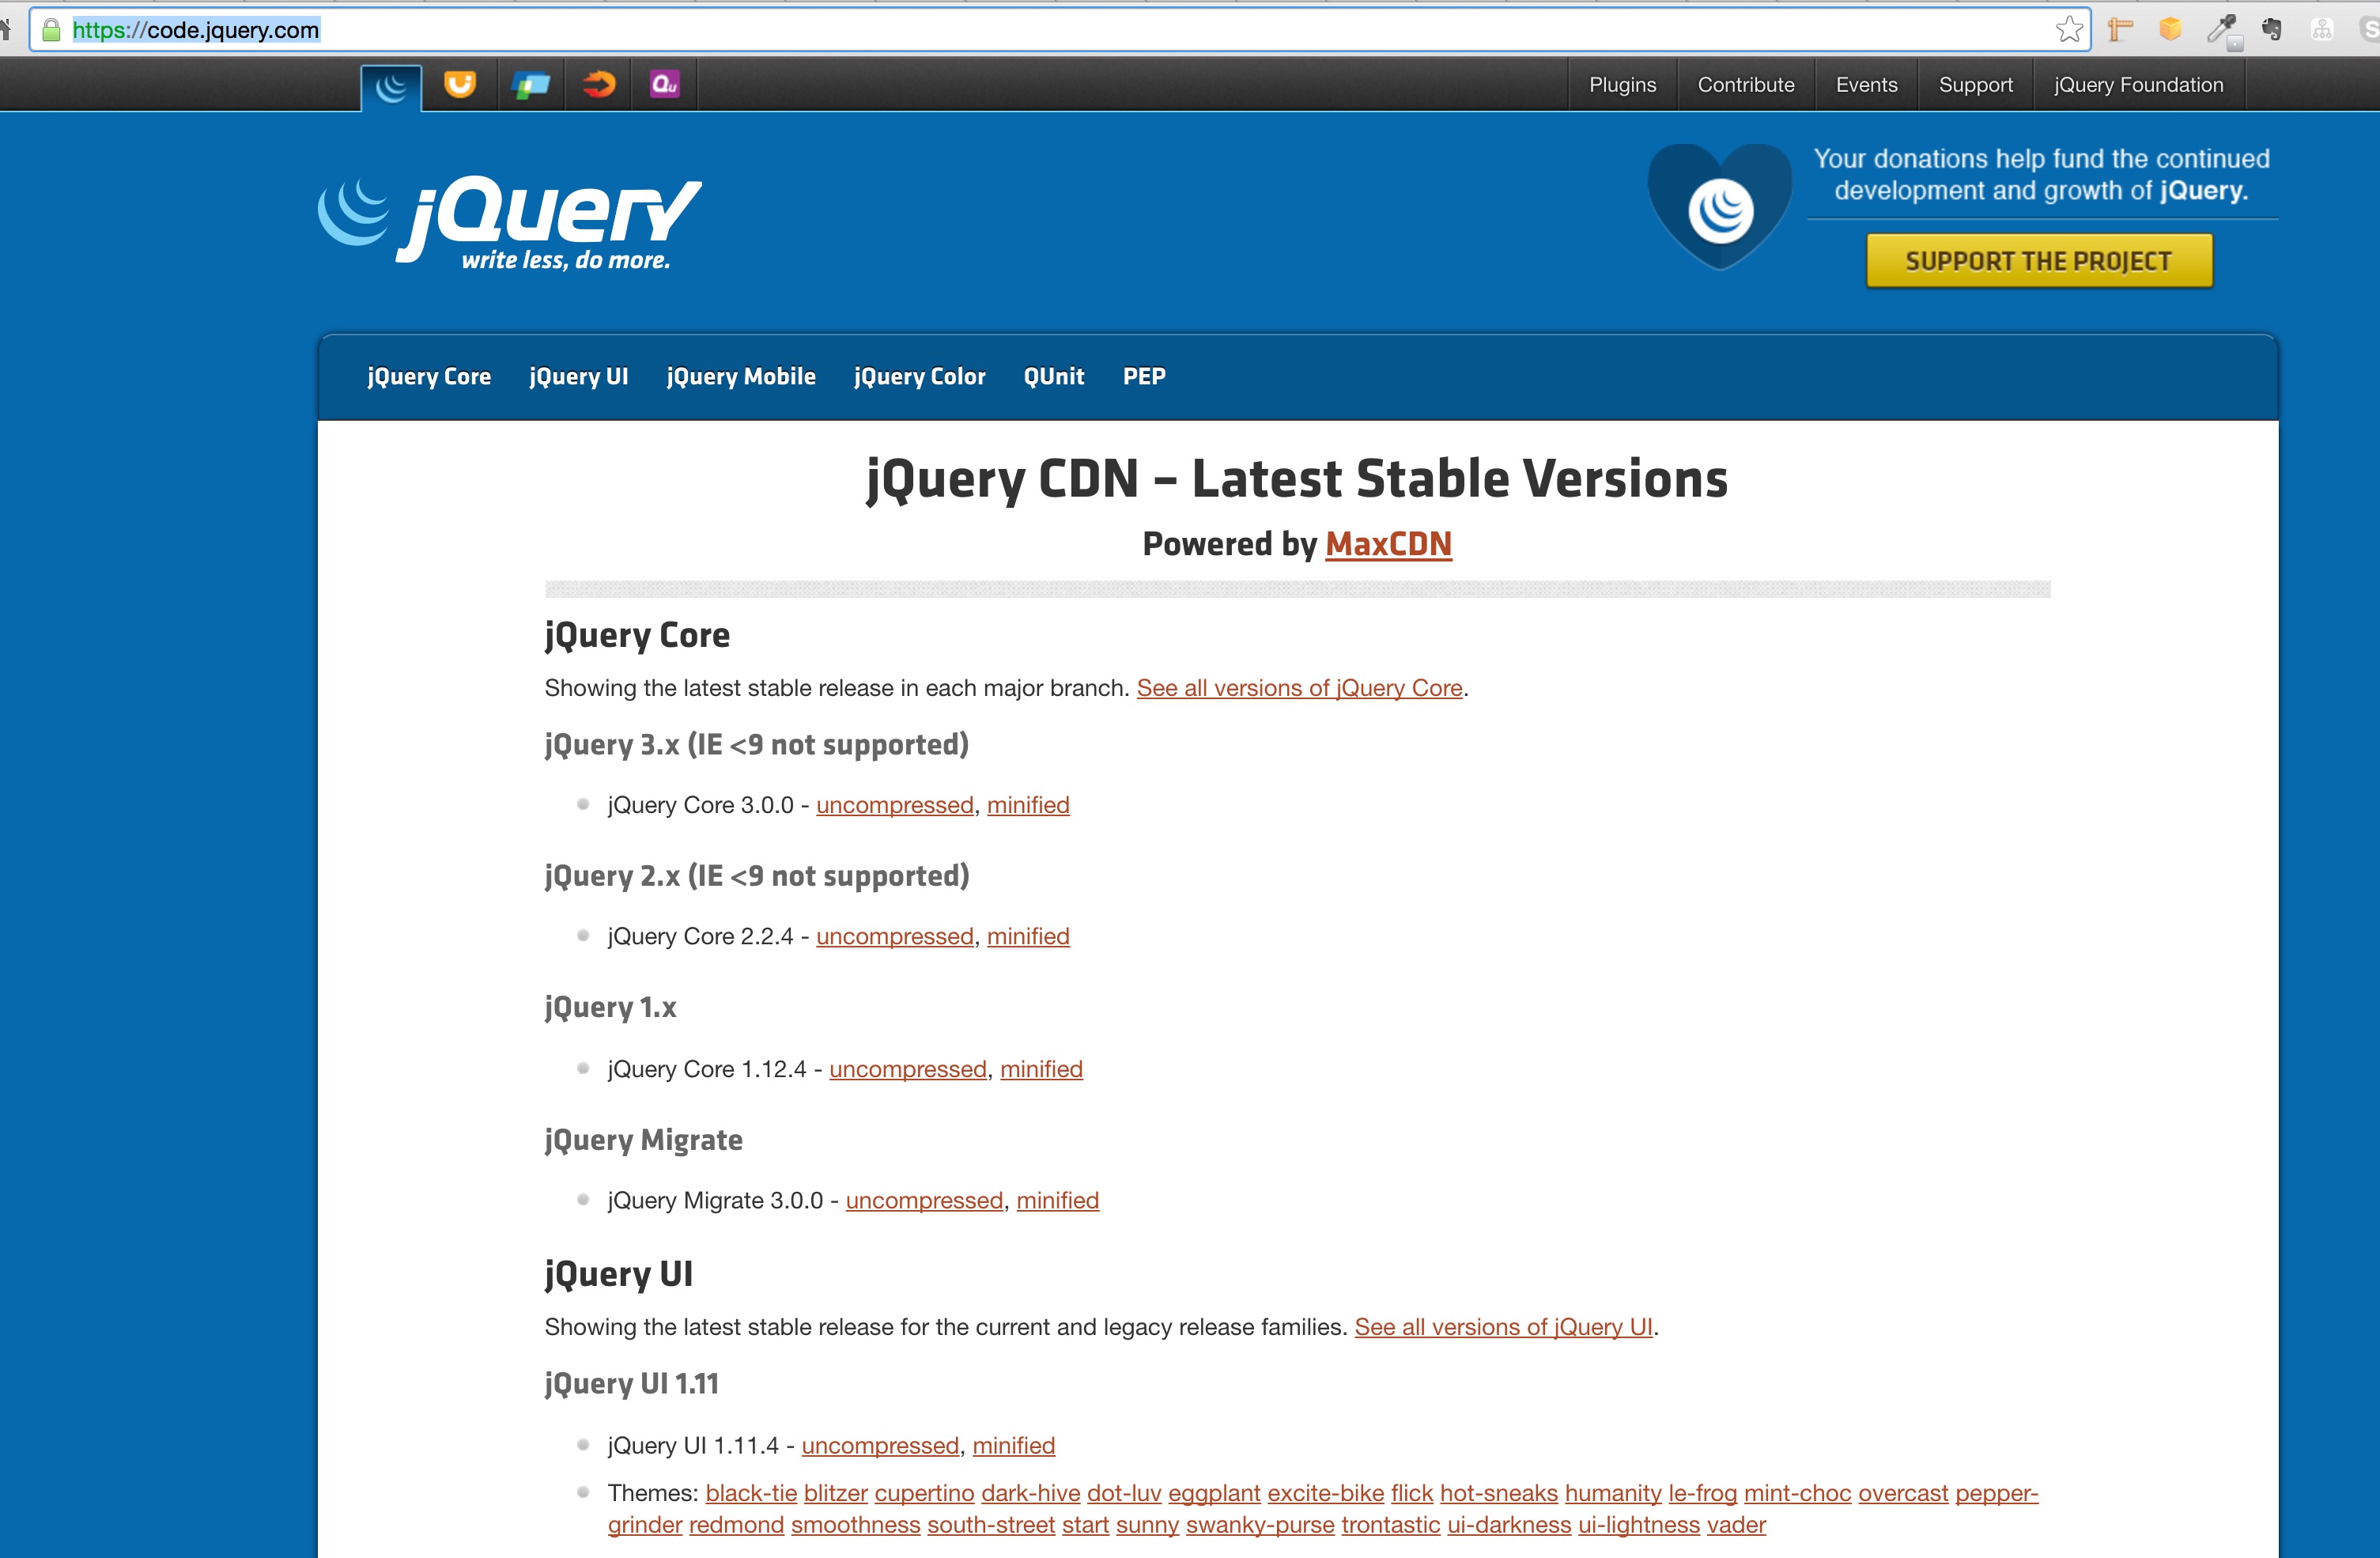 https://code.jquery.com
Plugins Contribute Events Support jQuery Foundation
Qu
Your donations help fund the continued
development and growth of jQuery.
jQuery
write less, do more.
SUPPORT THE PROJECT
jQuery Core jQuery UI jQuery Mobile jQuery Color QUnit PEP
jQuery CDN – Latest Stable Versions
Powered by MaxCDN
jQuery Core
Showing the latest stable release in each major branch. See all versions of jQuery Core.
jQuery 3.x (IE <9 not supported)
jQuery Core 3.0.0 - uncompressed, minified
jQuery 2.x (IE <9 not supported)
jQuery Core 2.2.4 - uncompressed, minified
jQuery 1.x
jQuery Core 1.12.4 - uncompressed, minified
jQuery Migrate
jQuery Migrate 3.0.0 - uncompressed, minified
jQuery UI
Showing the latest stable release for the current and legacy release families. See all versions of jQuery UI.
jQuery UI 1.11
jQuery UI 1.11.4 - uncompressed, minified
Themes: black-tie blitzer cupertino dark-hive dot-luv eggplant excite-bike flick hot-sneaks humanity le-frog mint-choc overcast pepper-
grinder redmond smoothness south-street start sunny swanky-purse trontastic ui-darkness ui-lightness vader